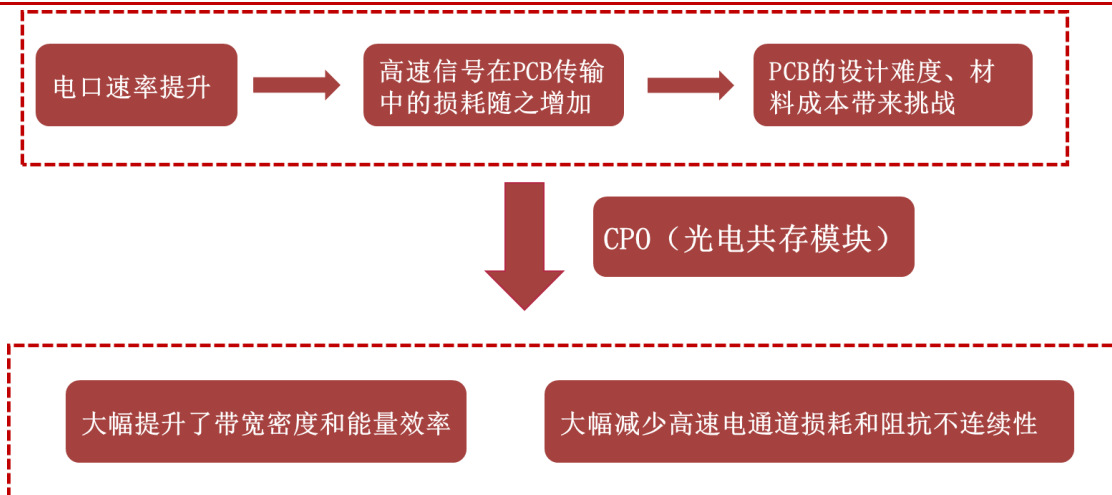 电口速率提升
高速信号在PCB传输
中的损耗随之增加
PCB的设计难度、材
料成本带来挑战
CPO（光电共存模块）
大幅提升了带宽密度和能量效率
大幅减少高速电通道损耗和阻抗不连续性